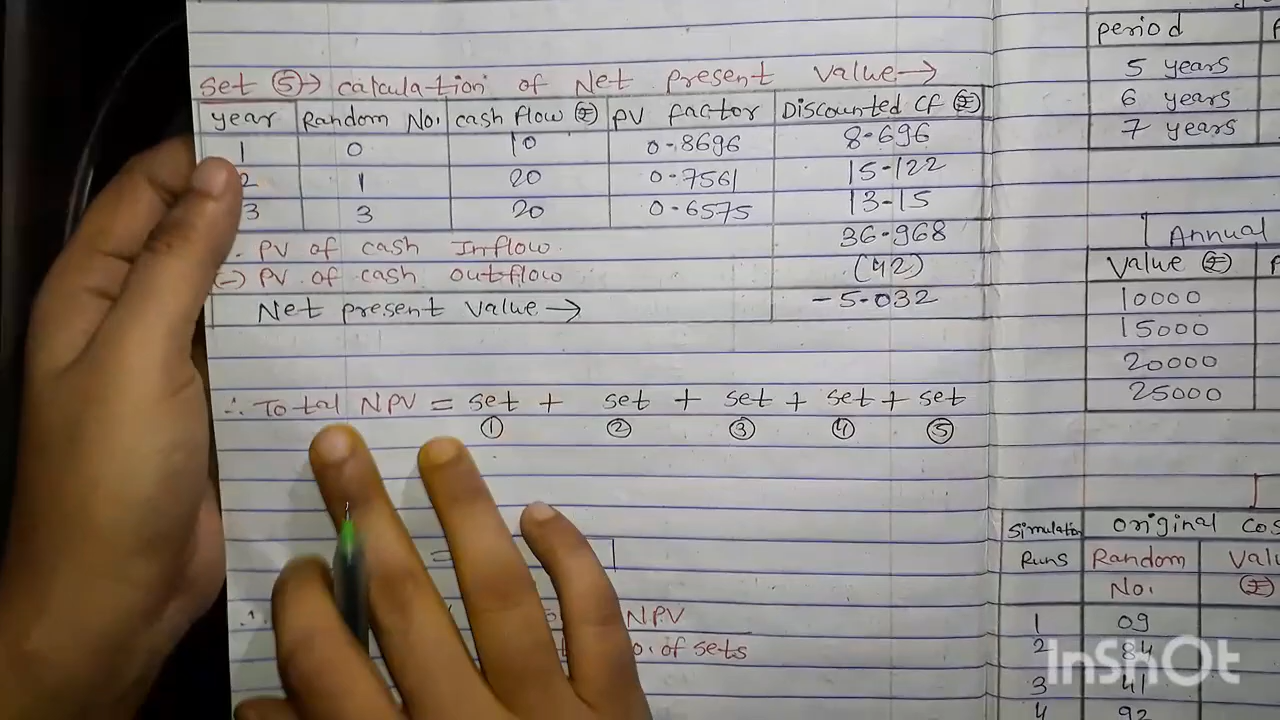 Set ⑤→ calculation of Net Present Value→
year Random No. cash flow (₹) PV factor Discounted CF (₹)
1 0 10 0.8696 8.696
2 1 20 0.7561 15.122
3 3 20 0.6575 13.15
PV of cash Inflow. 36.968
(-) PV of cash outflow (42)
Net present value → -5.032
∴ Total NPV = set + set + set + set + set
① ② ③ ④ ⑤
=
NPV
of sets
period
5 years
6 years
7 years
Annual
Value (₹)
10000
15000
20000
25000
Simulation original
Runs Random
No. (₹)
1 09
2 84
3 41
4 92
InShOt